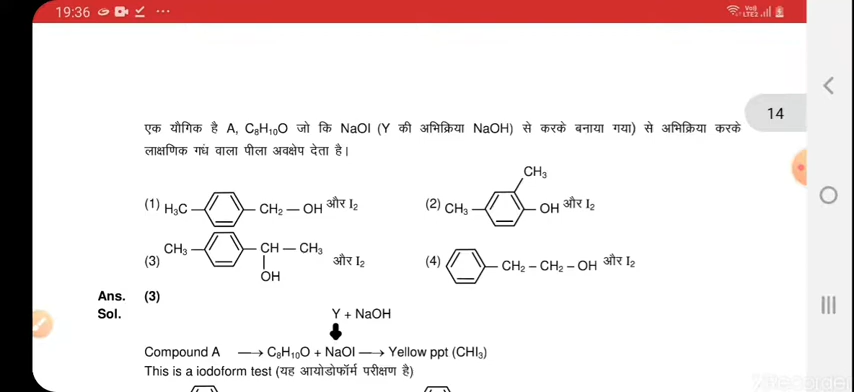 19:36
Vo)) LTE2
14
एक यौगिक है A, C₈H₁₀O जो कि NaOI (Y की अभिक्रिया NaOH) से करके बनाया गया) से अभिक्रिया करके
लाक्षणिक गंध वाला पीला अवक्षेप देता है।
(1) H₃C CH₂ – OH और I₂
(2) CH₃ CH₃ OH और I₂
(3) CH₃ CH – CH₃ OH और I₂
(4) CH₂ – CH₂ – OH और I₂
Ans. (3)
Sol. Y + NaOH
Compound A → C₈H₁₀O + NaOI → Yellow ppt (CHI₃)
This is a iodoform test (यह आयोडोफॉर्म परीक्षण है)
XRecorder